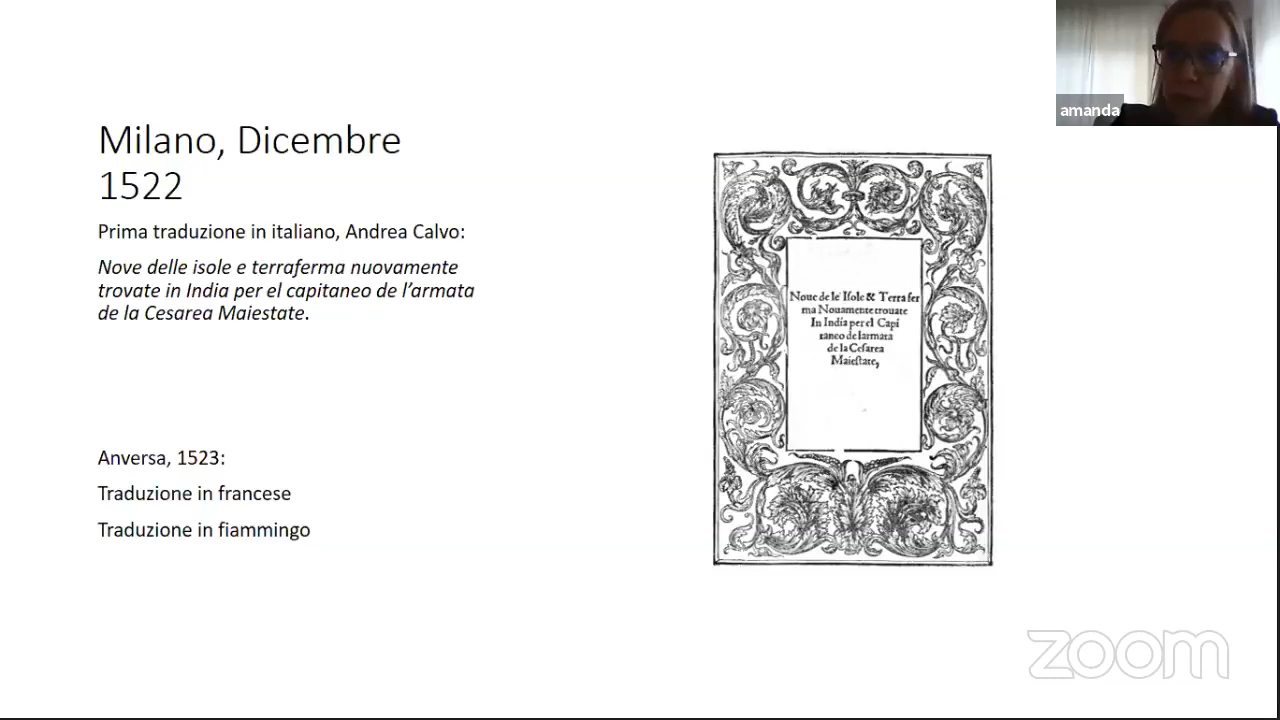 Milano, Dicembre
1522
Prima traduzione in italiano, Andrea Calvo:
Nove delle isole e terraferma nuovamente
trovate in India per el capitaneo de l’armata
de la Cesarea Maiestate.
Anversa, 1523:
Traduzione in francese
Traduzione in fiammingo
Noue de le Iſole & Terra fer
ma Nouamente trouate
In India per el Capi
taneo de larmata
de la Ceſarea
Maieſtate,
amanda
zoom